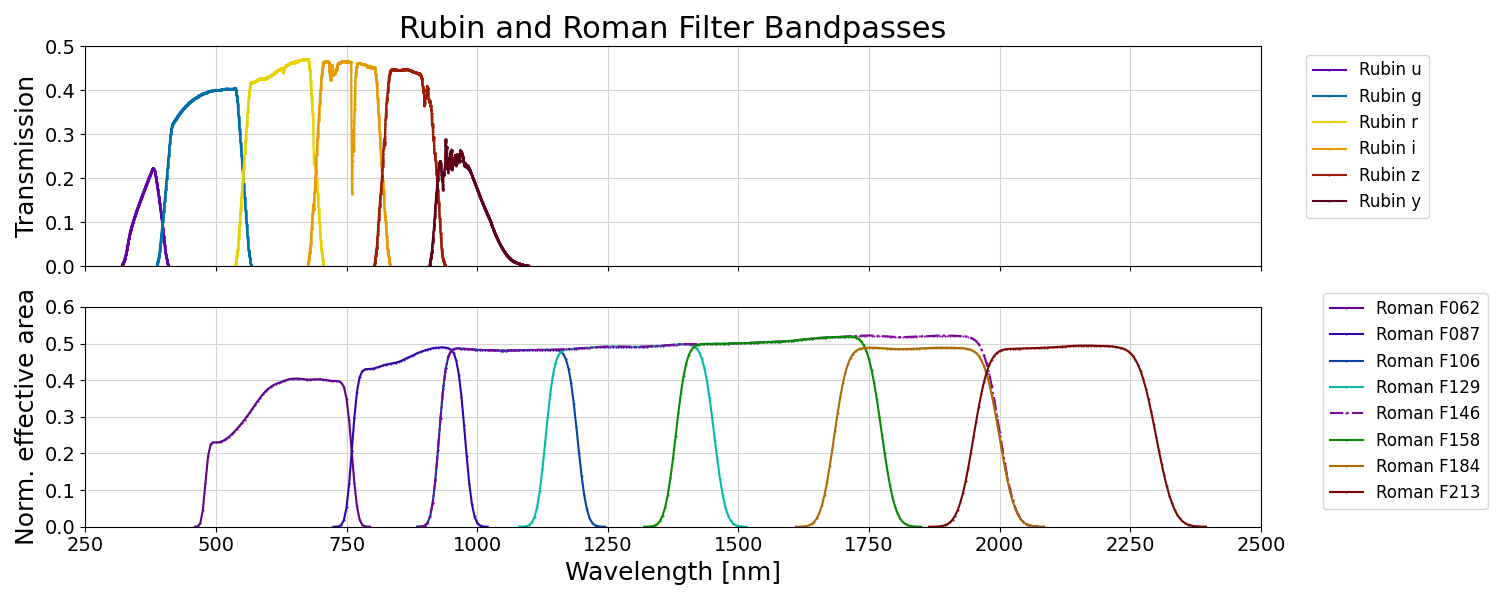 Rubin and Roman Filter Bandpasses
Transmission
0.5
0.4
0.3
0.2
0.1
0.0
Rubin u
Rubin g
Rubin r
Rubin i
Rubin z
Rubin y
Norm. effective area
0.6
0.5
0.4
0.3
0.2
0.1
0.0
250 500 750 1000 1250 1500 1750 2000 2250 2500
Wavelength [nm]
Roman F062
Roman F087
Roman F106
Roman F129
Roman F146
Roman F158
Roman F184
Roman F213